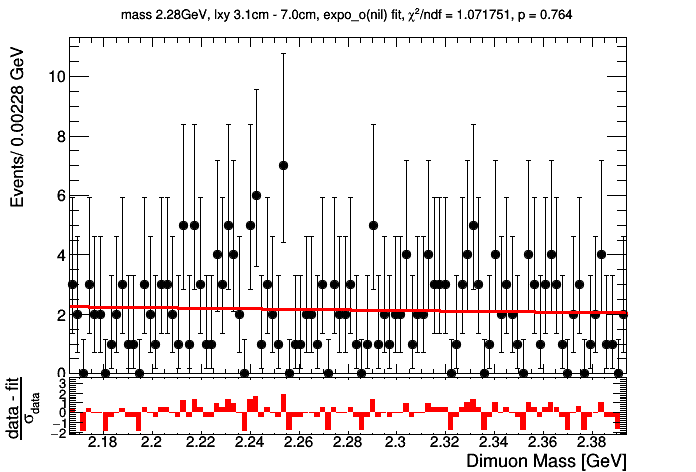 mass 2.28GeV, lxy 3.1cm - 7.0cm, expo_o(nil) fit, χ²/ndf = 1.071751, p = 0.764
Events/ 0.00228 GeV
10
8
6
4
2
0
data - fit
σdata
3
2
1
0
−1
−2
2.18 2.2 2.22 2.24 2.26 2.28 2.3 2.32 2.34 2.36 2.38
Dimuon Mass [GeV]